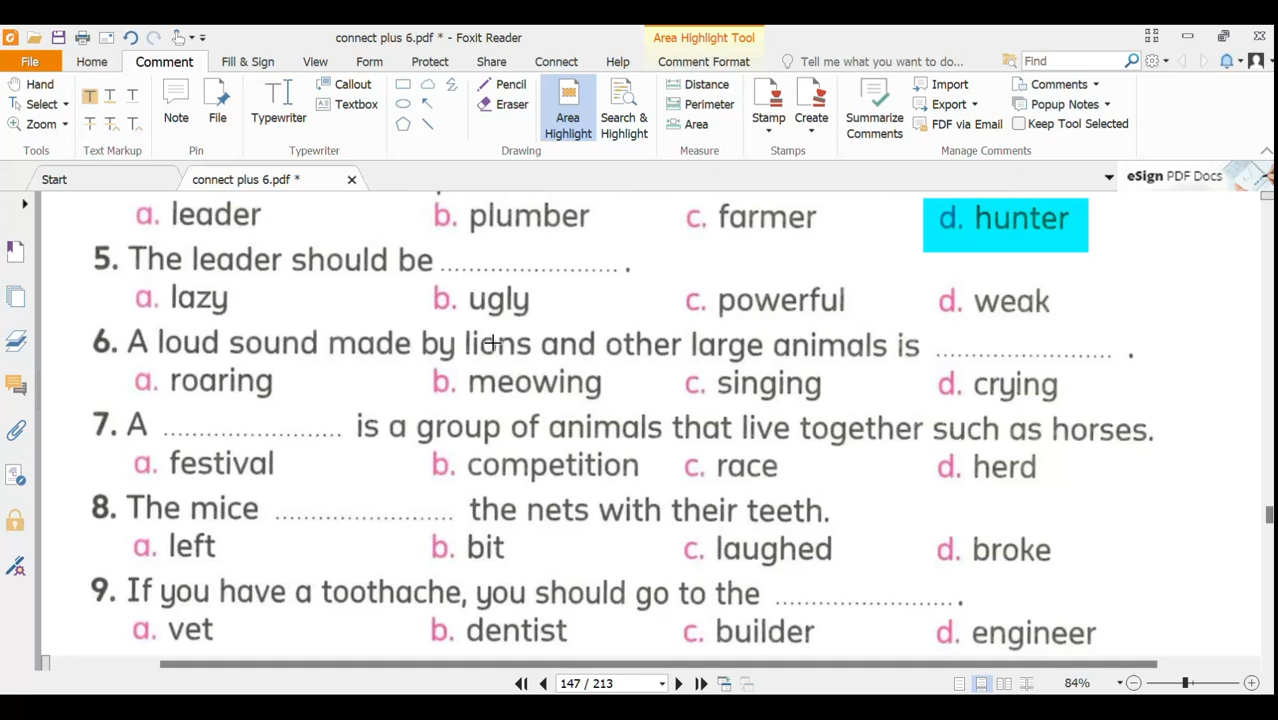 connect plus 6.pdf * - Foxit Reader
Area Highlight Tool
File Home Comment Fill & Sign View Form Protect Share Connect Help Comment Format Tell me what you want to do... Find
Hand
Select
Zoom
Tools
Text Markup
Note
File
Pin
Typewriter
Callout
Textbox
Typewriter
Pencil
Eraser
Area Highlight
Search & Highlight
Drawing
Distance
Perimeter
Area
Measure
Stamp
Create
Stamps
Summarize Comments
Import
Export
FDF via Email
Comments
Popup Notes
Keep Tool Selected
Manage Comments
Start
connect plus 6.pdf *
eSign PDF Docs
a. leader b. plumber c. farmer d. hunter
5. The leader should be .......................... .
a. lazy b. ugly c. powerful d. weak
6. A loud sound made by lions and other large animals is .......................... .
a. roaring b. meowing c. singing d. crying
7. A .......................... is a group of animals that live together such as horses.
a. festival b. competition c. race d. herd
8. The mice .......................... the nets with their teeth.
a. left b. bit c. laughed d. broke
9. If you have a toothache, you should go to the .......................... .
a. vet b. dentist c. builder d. engineer
147 / 213
84%